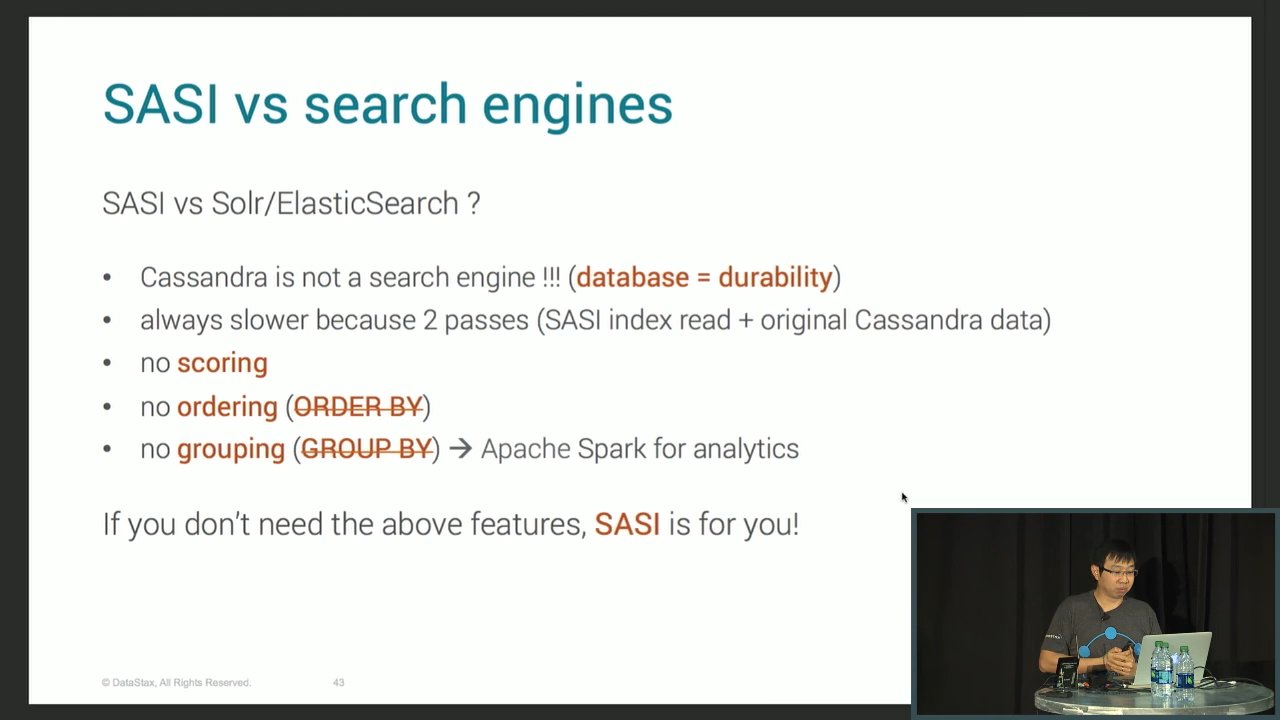 SASI vs search engines
SASI vs Solr/ElasticSearch ?
• Cassandra is not a search engine !!! (database = durability)
• always slower because 2 passes (SASI index read + original Cassandra data)
• no scoring
• no ordering (ORDER BY)
• no grouping (GROUP BY) → Apache Spark for analytics
If you don’t need the above features, SASI is for you!
© DataStax, All Rights Reserved.
43